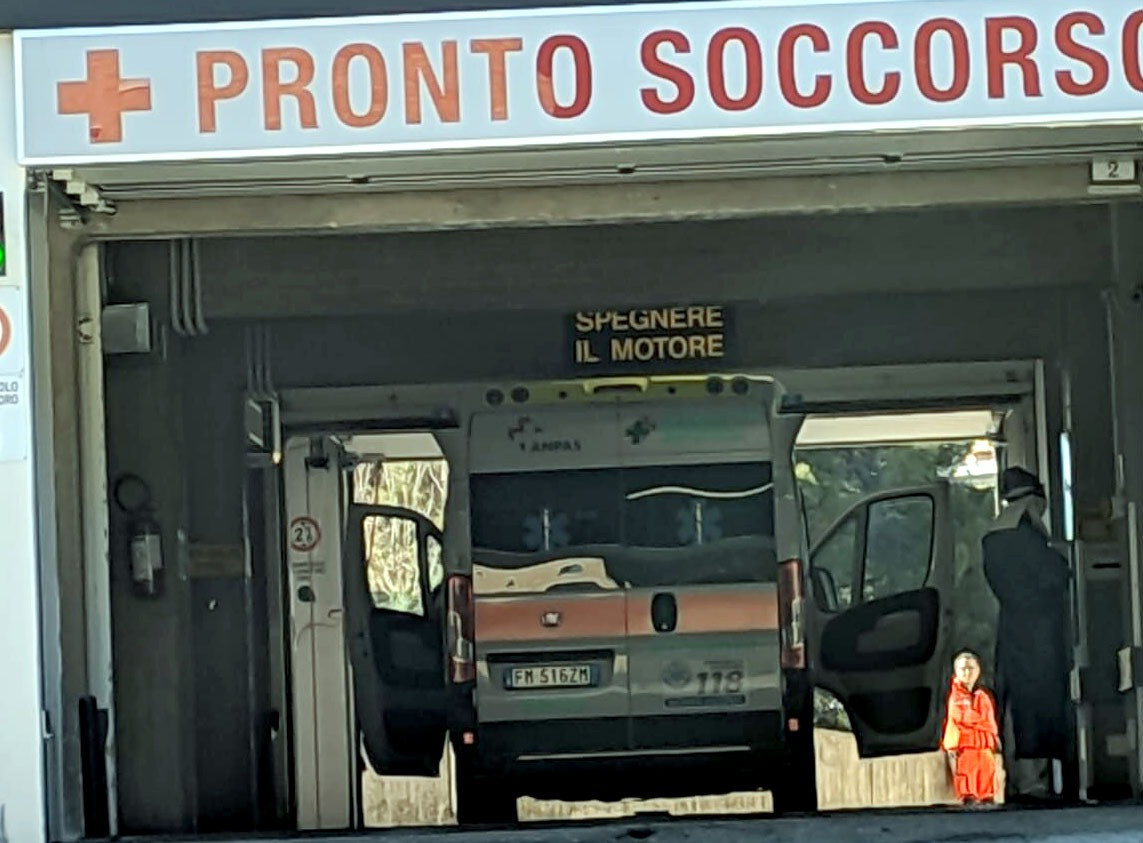 PRONTO SOCCORSO
2
SPEGNERE
IL MOTORE
ANPAS
FM 516ZM
118